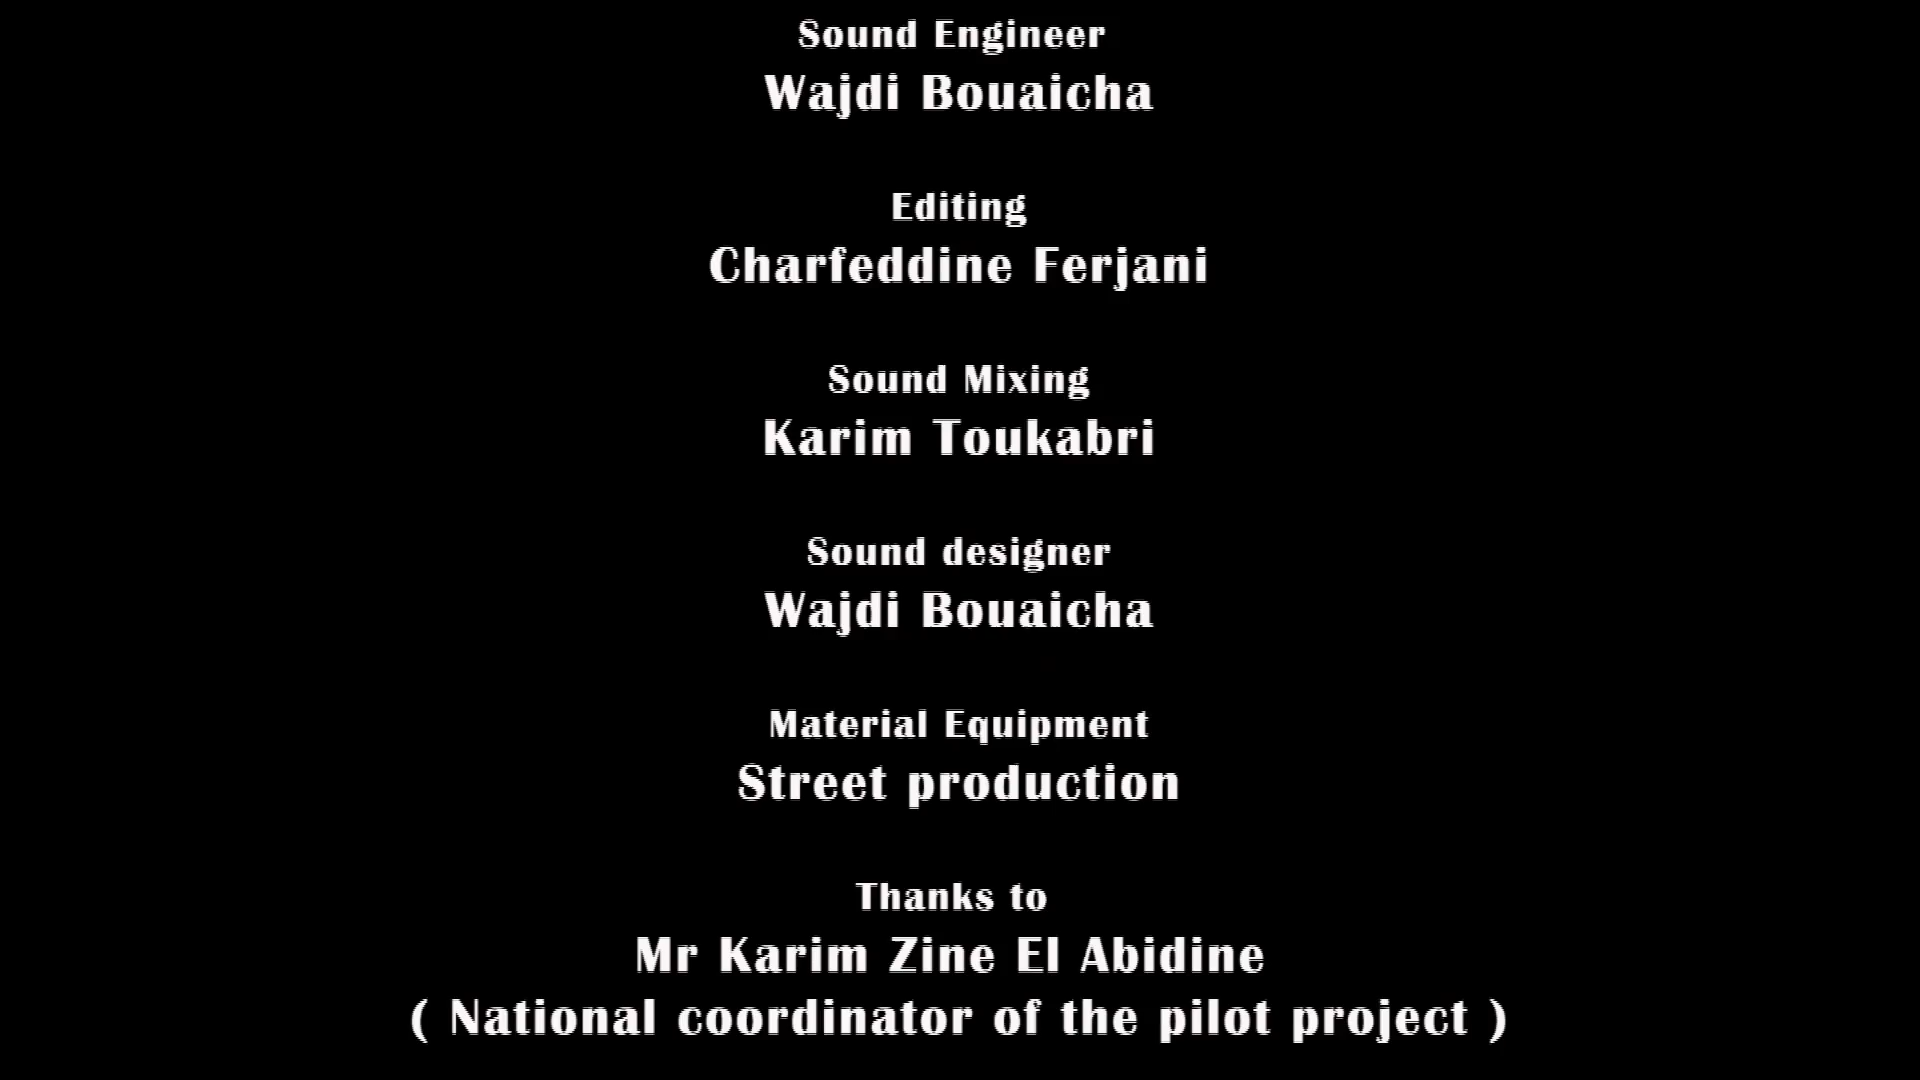 Sound Engineer
Wajdi Bouaicha
Editing
Charfeddine Ferjani
Sound Mixing
Karim Toukabri
Sound designer
Wajdi Bouaicha
Material Equipment
Street production
Thanks to
Mr Karim Zine El Abidine
( National coordinator of the pilot project )